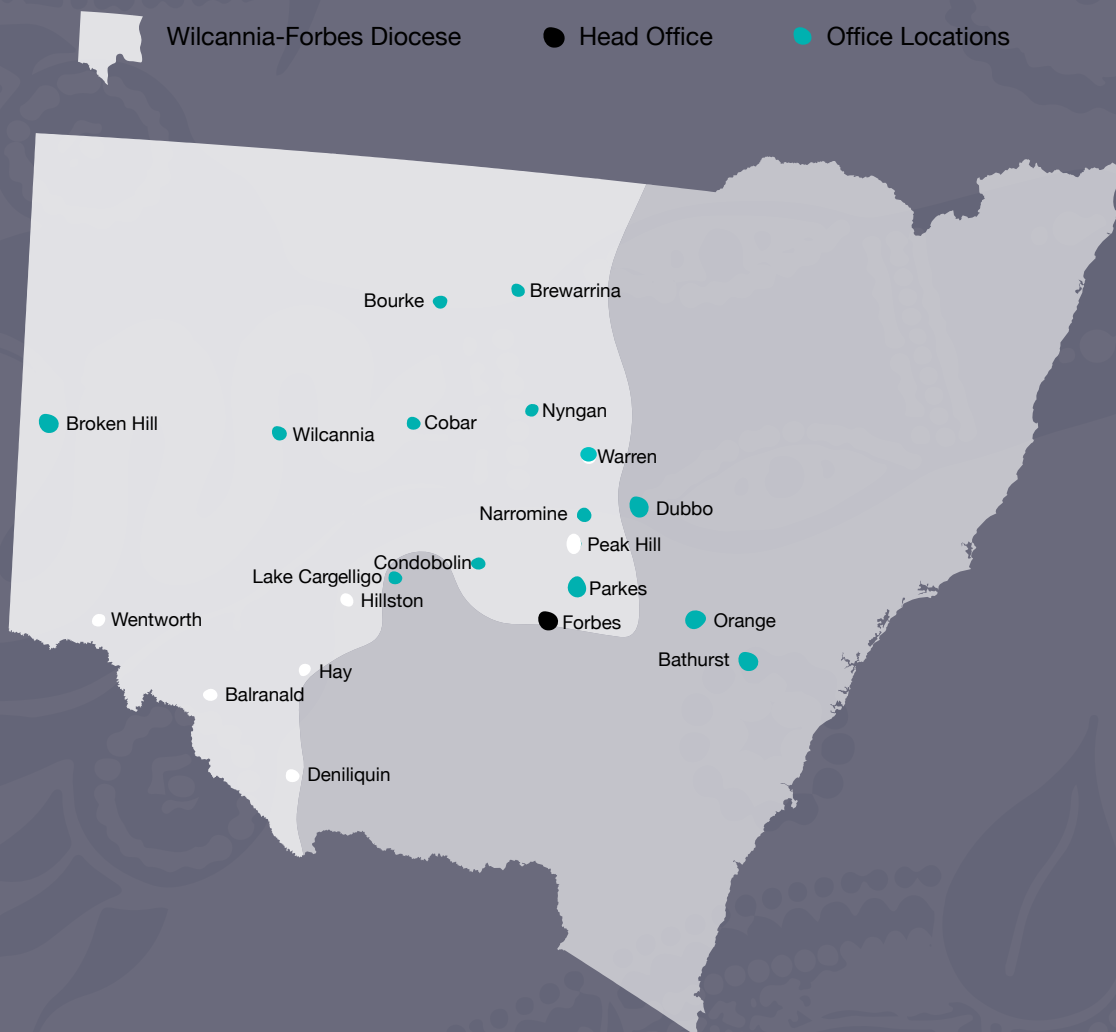 Wilcannia-Forbes Diocese
Head Office
Office Locations
Bourke
Brewarrina
Broken Hill
Wilcannia
Cobar
Nyngan
Warren
Narromine
Dubbo
Peak Hill
Condobolin
Lake Cargelligo
Parkes
Hillston
Wentworth
Forbes
Orange
Bathurst
Hay
Balranald
Deniliquin